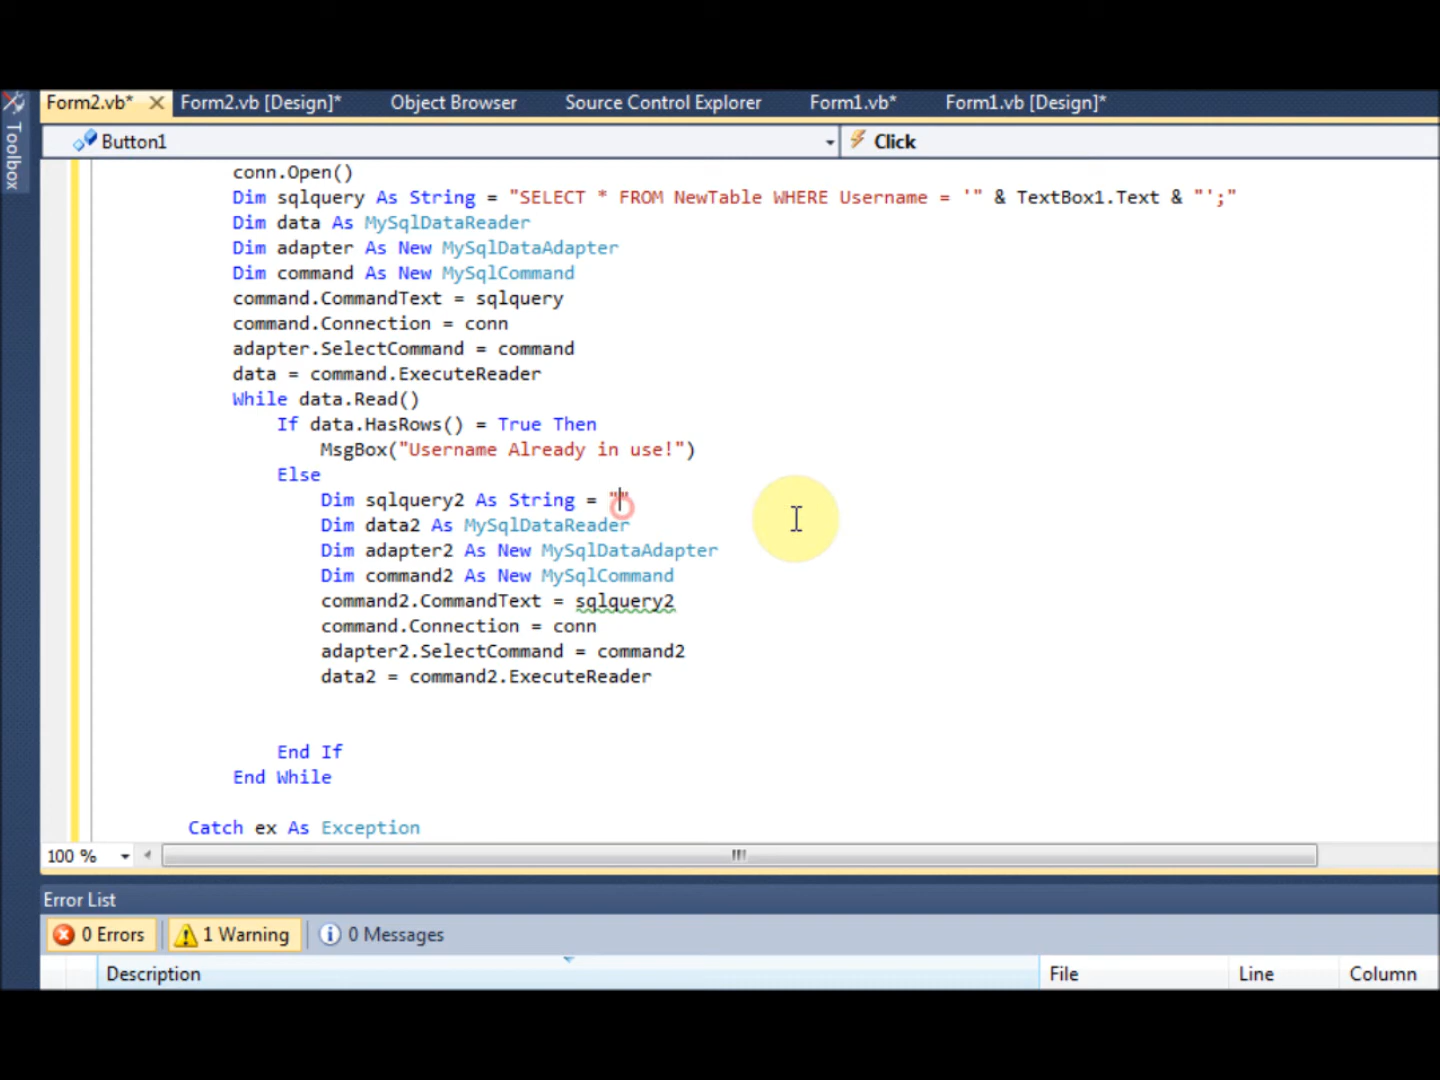 Form2.vb* Form2.vb [Design]* Object Browser Source Control Explorer Form1.vb* Form1.vb [Design]*
Toolbox
Button1 Click
conn.Open()
Dim sqlquery As String = "SELECT * FROM NewTable WHERE Username = '" & TextBox1.Text & "';"
Dim data As MySqlDataReader
Dim adapter As New MySqlDataAdapter
Dim command As New MySqlCommand
command.CommandText = sqlquery
command.Connection = conn
adapter.SelectCommand = command
data = command.ExecuteReader
While data.Read()
If data.HasRows() = True Then
MsgBox("Username Already in use!")
Else
Dim sqlquery2 As String = ""
Dim data2 As MySqlDataReader
Dim adapter2 As New MySqlDataAdapter
Dim command2 As New MySqlCommand
command2.CommandText = sqlquery2
command.Connection = conn
adapter2.SelectCommand = command2
data2 = command2.ExecuteReader
End If
End While
Catch ex As Exception
100 %
Error List
0 Errors 1 Warning 0 Messages
Description File Line Column